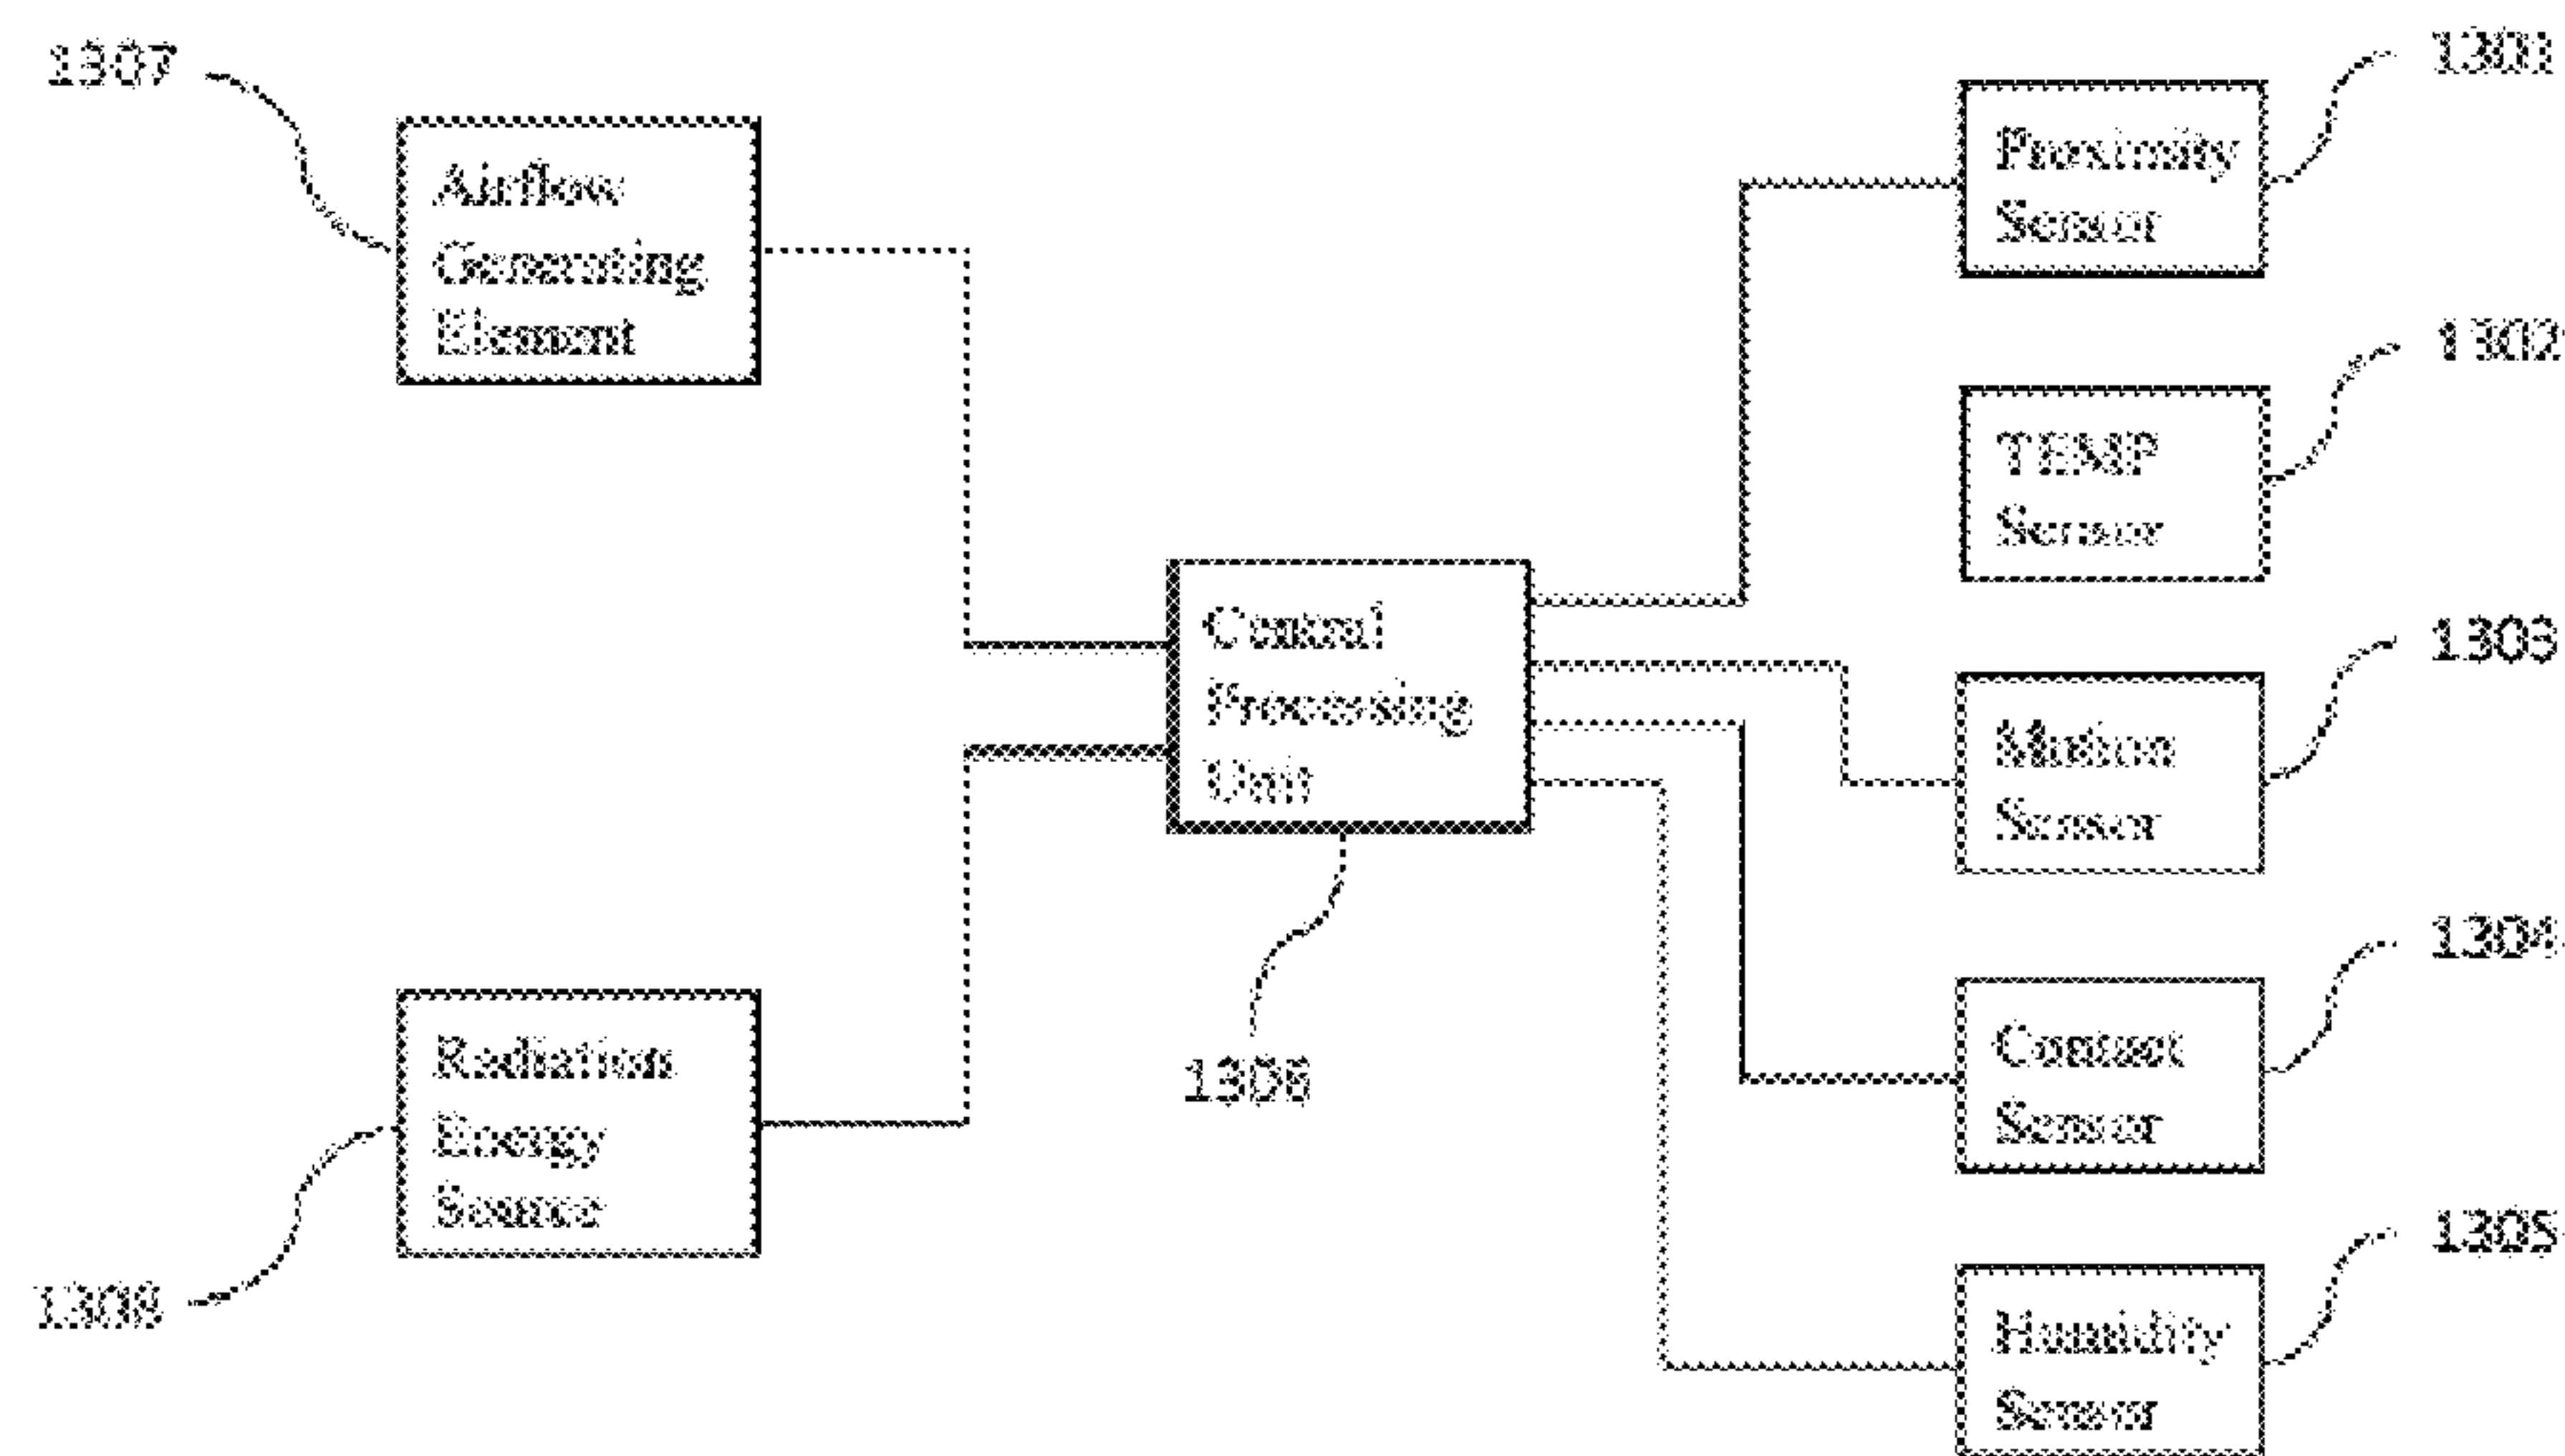 1307
Airflow
Generating
Element
1301
Proximity
Sensor
1302
TEMP
Sensor
1303
Motion
Sensor
Central
Processing
Unit
1306
1304
Contact
Sensor
Radiation
Energy
Source
1308
1305
Humidity
Sensor